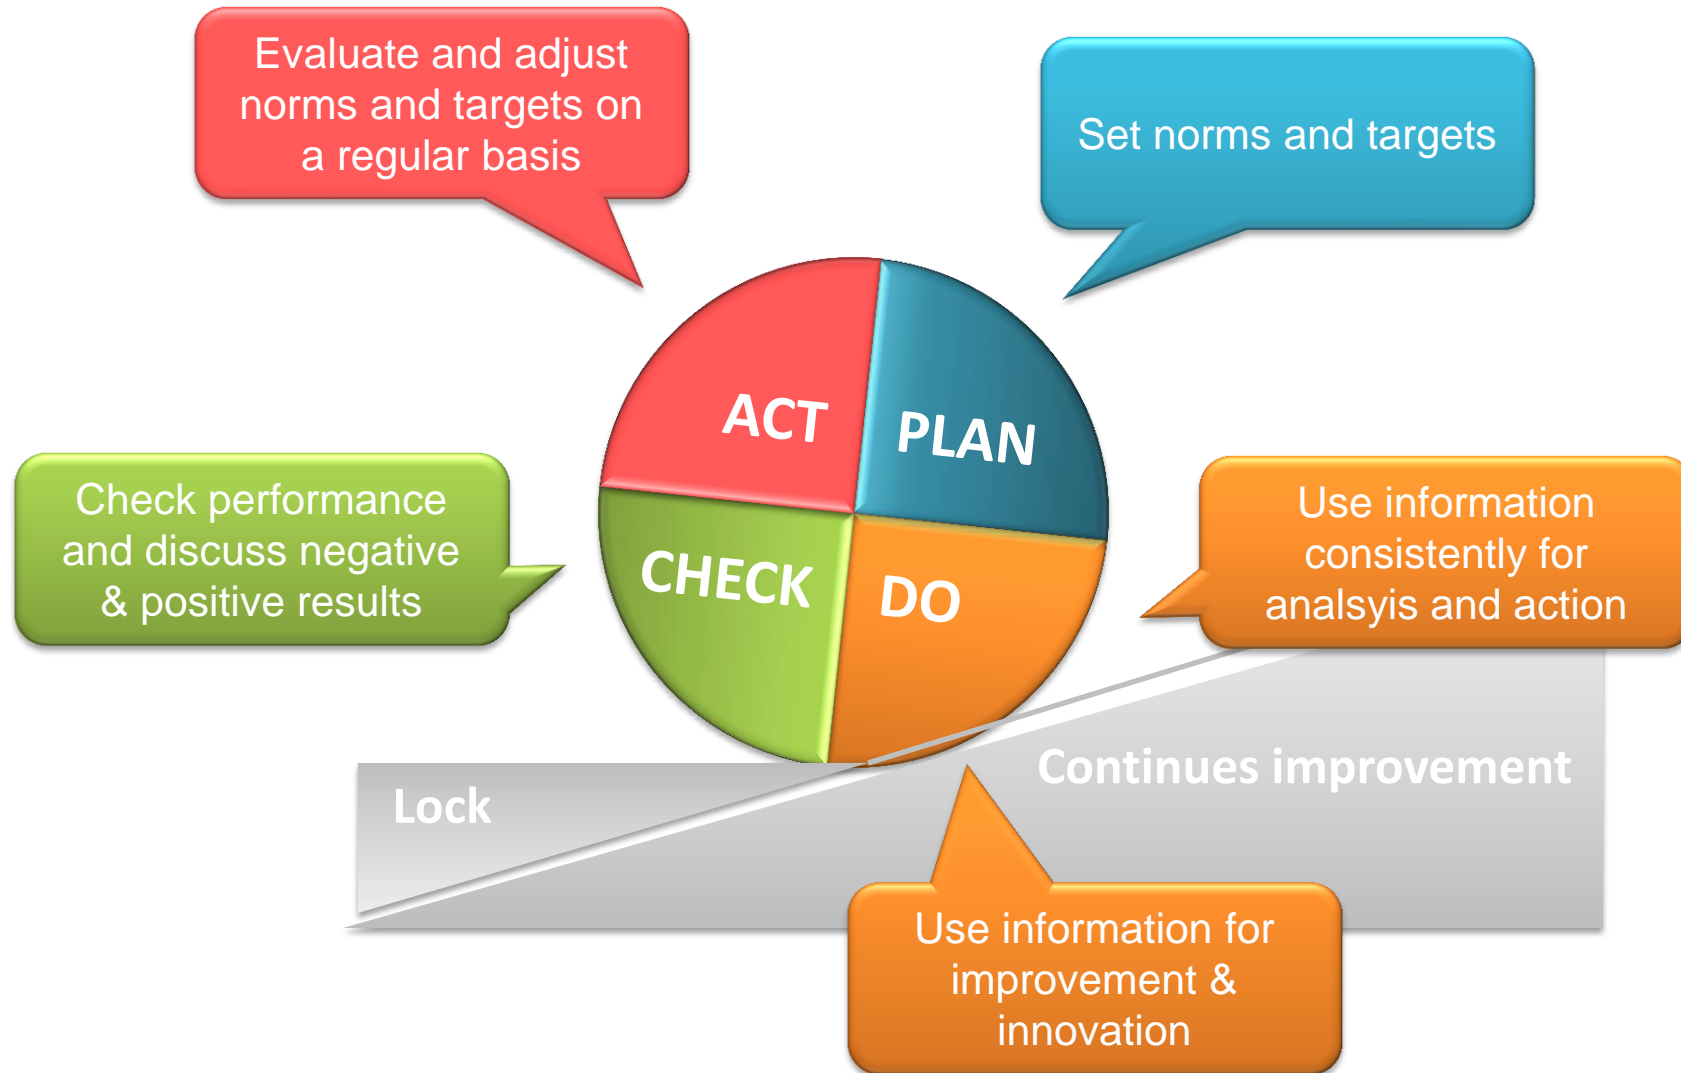 Evaluate and adjust
norms and targets on
a regular basis
Set norms and targets
ACT
PLAN
Check performance
and discuss negative
& positive results
CHECK
DO
Use information
consistently for
analsyis and action
Lock
Continues improvement
Use information for
improvement &
innovation